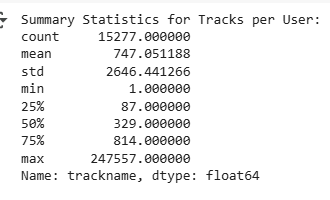 Summary Statistics for Tracks per User:
count 15277.000000
mean 747.051188
std 2646.441266
min 1.000000
25% 87.000000
50% 329.000000
75% 814.000000
max 247557.000000
Name: trackname, dtype: float64